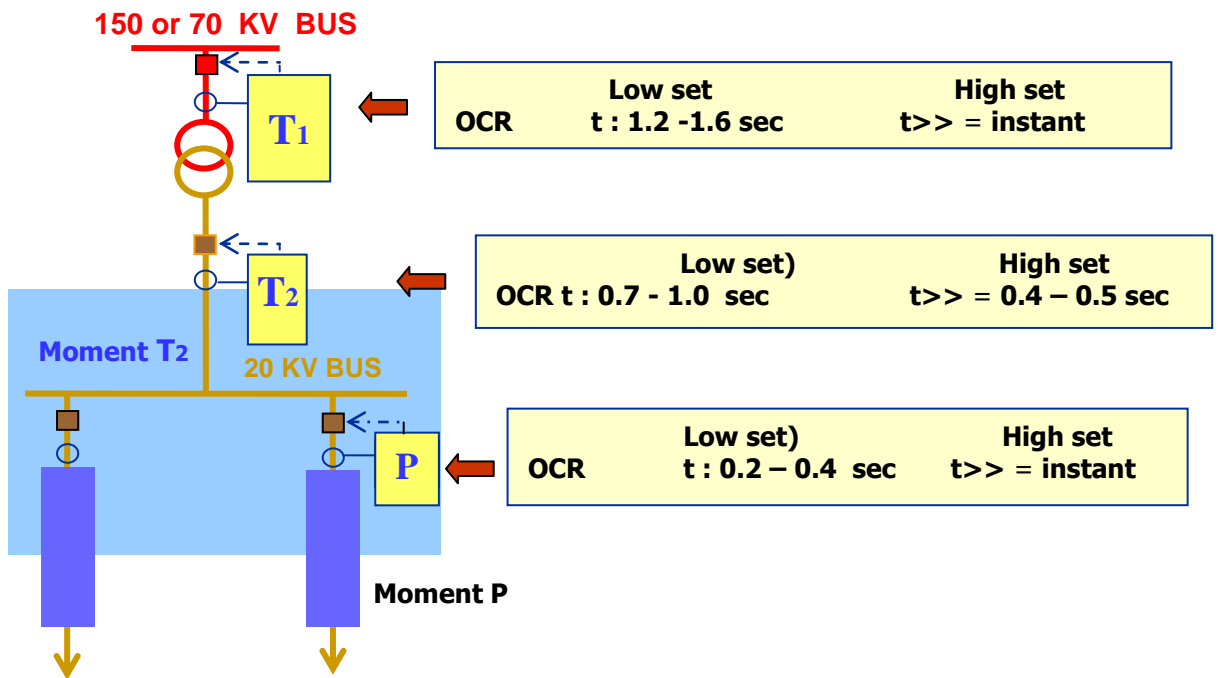 150 or 70 KV BUS
T1
Low set High set
OCR t : 1.2 -1.6 sec t>> = instant
T2
Low set) High set
OCR t : 0.7 - 1.0 sec t>> = 0.4 – 0.5 sec
Moment T2
20 KV BUS
P
Low set) High set
OCR t : 0.2 – 0.4 sec t>> = instant
Moment P